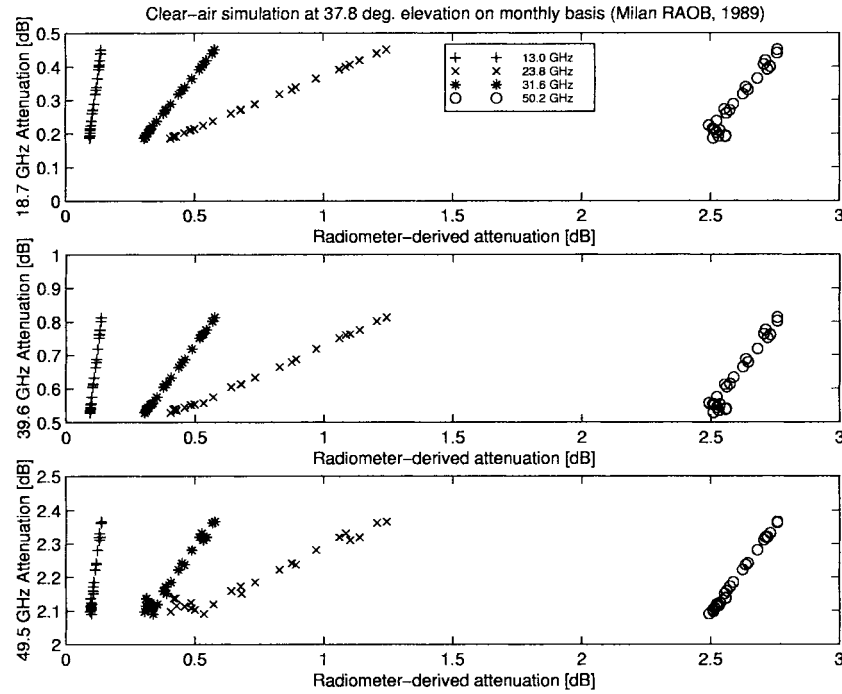 Clear-air simulation at 37.8 deg. elevation on monthly basis (Milan RAOB, 1989)
18.7 GHz Attenuation [dB]
0.5
0.4
0.3
0.2
0.1
0
+ + 13.0 GHz
× × 23.8 GHz
* * 31.6 GHz
O O 50.2 GHz
0 0.5 1 1.5 2 2.5 3
Radiometer-derived attenuation [dB]
39.6 GHz Attenuation [dB]
1
0.9
0.8
0.7
0.6
0.5
0 0.5 1 1.5 2 2.5 3
Radiometer-derived attenuation [dB]
49.5 GHz Attenuation [dB]
2.5
2.4
2.3
2.2
2.1
2
0 0.5 1 1.5 2 2.5 3
Radiometer-derived attenuation [dB]